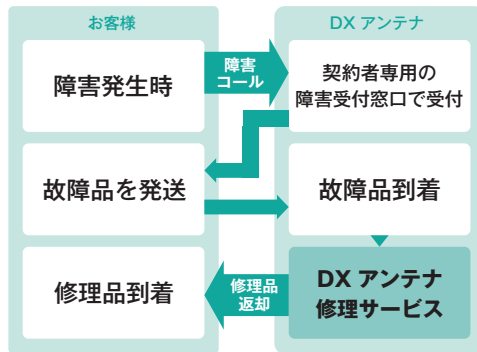 お客様
DX アンテナ
障害発生時
障害
コール
契約者専用の
障害受付窓口で受付
故障品を発送
故障品到着
修理品到着
修理品
返却
DX アンテナ
修理サービス